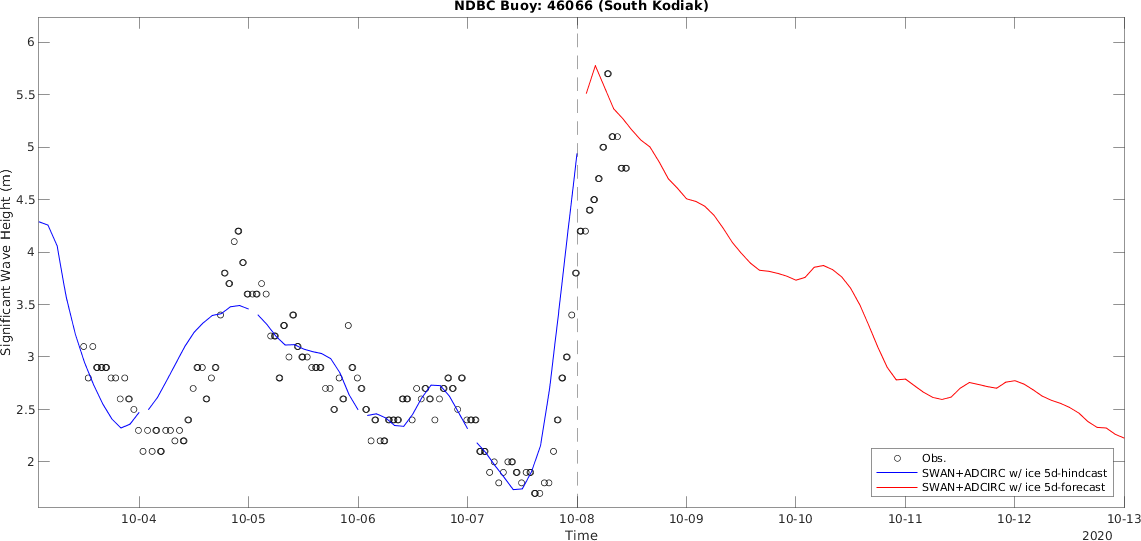 NDBC Buoy: 46066 (South Kodiak)
6
5.5
5
4.5
4
3.5
3
2.5
2
Significant Wave Height (m)
Obs.
SWAN+ADCIRC w/ ice 5d-hindcast
SWAN+ADCIRC w/ ice 5d-forecast
10-04 10-05 10-06 10-07 10-08 10-09 10-10 10-11 10-12 10-13
Time
2020